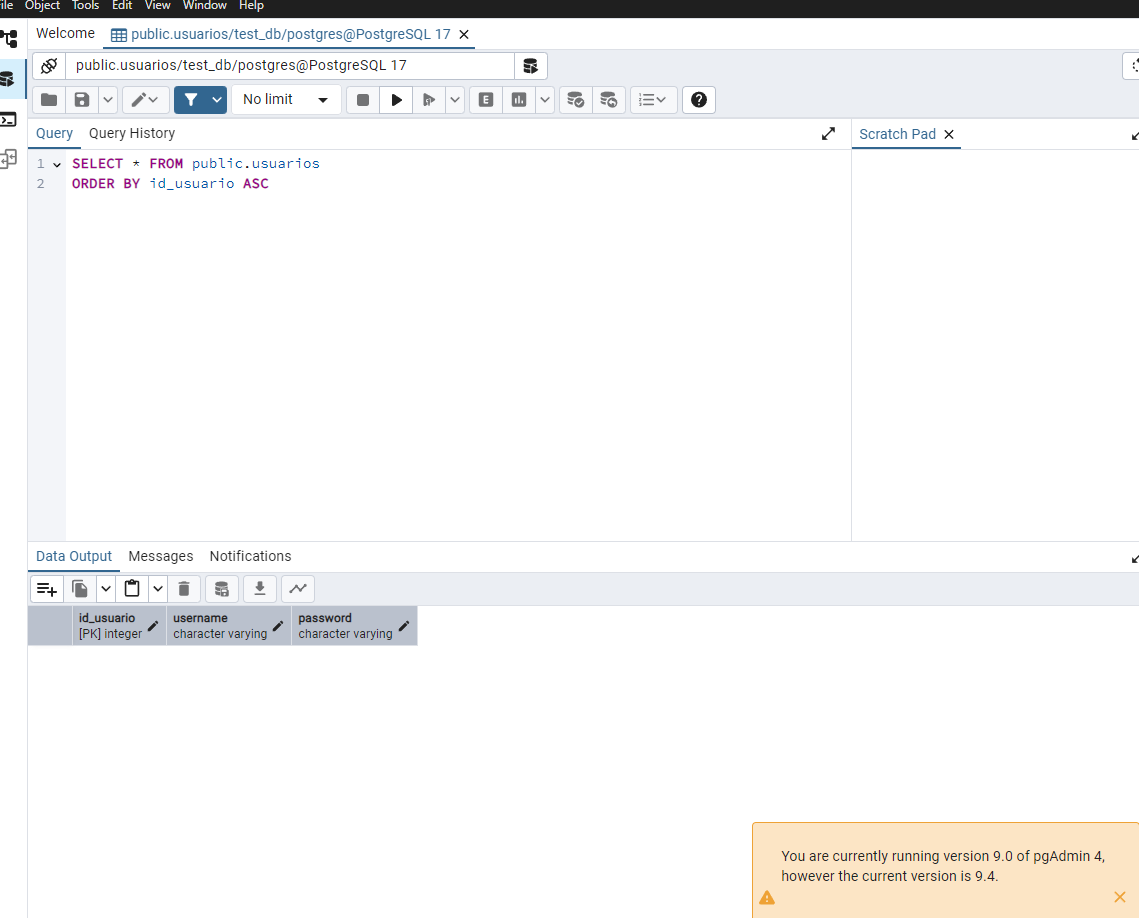 ile Object Tools Edit View Window Help
Welcome public.usuarios/test_db/postgres@PostgreSQL 17
public.usuarios/test_db/postgres@PostgreSQL 17
No limit
E
Query Query History
Scratch Pad
1 SELECT * FROM public.usuarios
2 ORDER BY id_usuario ASC
Data Output Messages Notifications
id_usuario username password
[PK] integer character varying character varying
You are currently running version 9.0 of pgAdmin 4,
however the current version is 9.4.